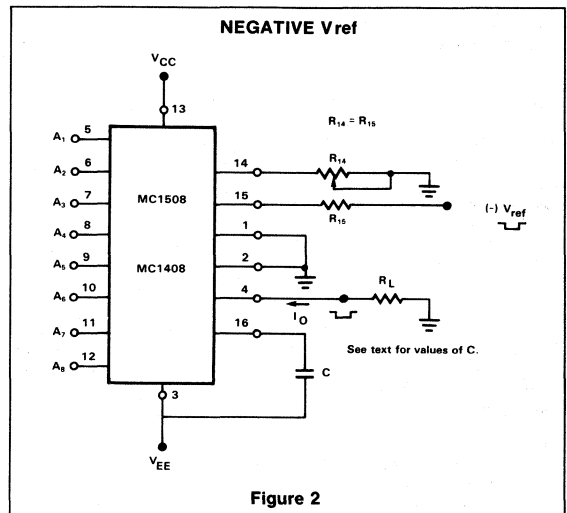 NEGATIVE Vref
VCC
13
R14 = R15
A1 5
A2 6
A3 7
A4 8
A5 9
A6 10
A7 11
A8 12
MC1508
MC1408
14
R14
15
R15
(-) Vref
1
2
4
IO
RL
16
See text for values of C.
C
3
VEE
Figure 2